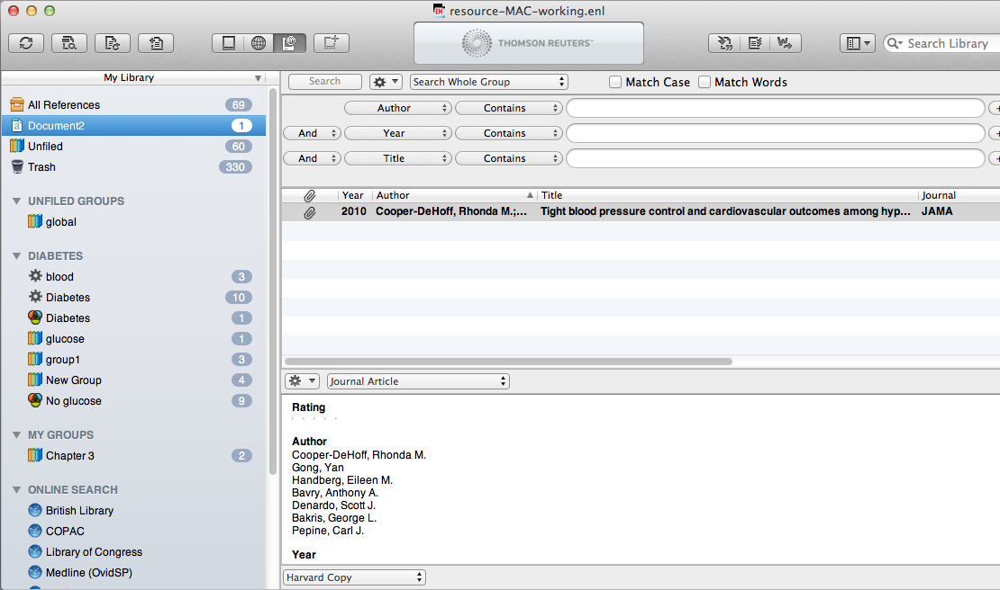 resource-MAC-working.enl
THOMSON REUTERS™
Search Library
My Library
All References 69
Document2 1
Unfiled 60
Trash 330
UNFILED GROUPS
global
DIABETES
blood 3
Diabetes 10
Diabetes 1
glucose 1
group1 3
New Group 4
No glucose 9
MY GROUPS
Chapter 3 2
ONLINE SEARCH
British Library
COPAC
Library of Congress
Medline (OvidSP)
Search Search Whole Group Match Case Match Words
Author Contains
And Year Contains
And Title Contains
Year Author Title Journal
2010 Cooper-DeHoff, Rhonda M.;... Tight blood pressure control and cardiovascular outcomes among hyp... JAMA
Journal Article
Rating
Author
Cooper-DeHoff, Rhonda M.
Gong, Yan
Handberg, Eileen M.
Bavry, Anthony A.
Denardo, Scott J.
Bakris, George L.
Pepine, Carl J.
Year
Harvard Copy